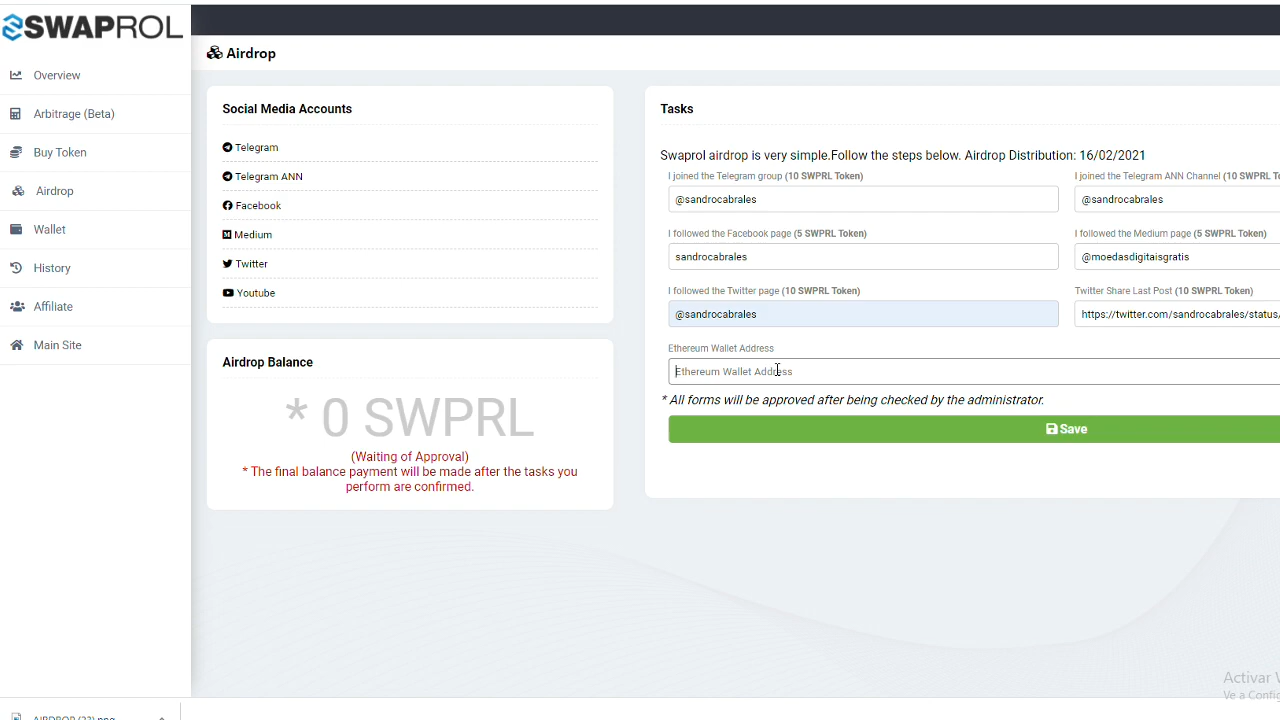 SWAPROL
Overview
Arbitrage (Beta)
Buy Token
Airdrop
Wallet
History
Affiliate
Main Site
Airdrop
Social Media Accounts
Telegram
Telegram ANN
Facebook
Medium
Twitter
Youtube
Airdrop Balance
* 0 SWPRL
(Waiting of Approval)
* The final balance payment will be made after the tasks you
perform are confirmed.
Tasks
Swaprol airdrop is very simple.Follow the steps below. Airdrop Distribution: 16/02/2021
I joined the Telegram group (10 SWPRL Token)
@sandrocabrales
I joined the Telegram ANN Channel (10 SWPRL
@sandrocabrales
I followed the Facebook page (5 SWPRL Token)
sandrocabrales
I followed the Medium page (5 SWPRL Token)
@moedasdigitaisgratis
I followed the Twitter page (10 SWPRL Token)
@sandrocabrales
Twitter Share Last Post (10 SWPRL Token)
https://twitter.com/sandrocabrales/status/
Ethereum Wallet Address
Ethereum Wallet Address
* All forms will be approved after being checked by the administrator.
Save
Activar
Ve a